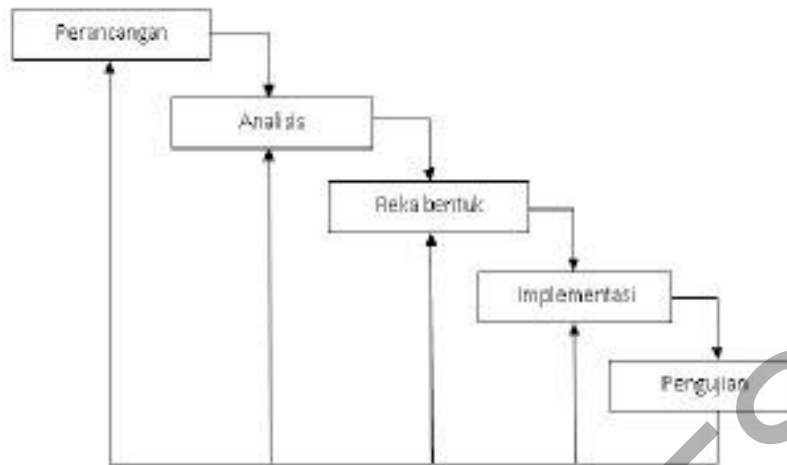 Perancangan
Analisis
Reka bentuk
Implementasi
Pengujian